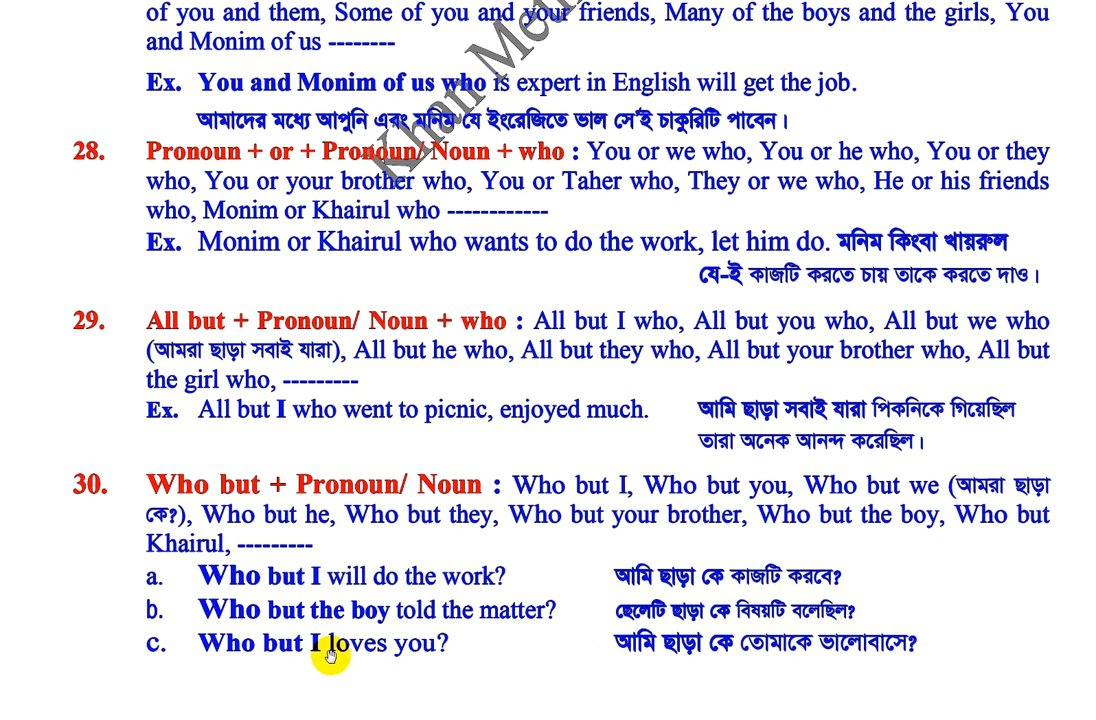 of you and them, Some of you and your friends, Many of the boys and the girls, You
and Monim of us --------
Ex. You and Monim of us who is expert in English will get the job.
আমাদের মধ্যে আপুনি এবং মনিম যে ইংরেজিতে ভাল সে'ই চাকুরিটি পাবেন।
28. Pronoun + or + Pronoun/ Noun + who : You or we who, You or he who, You or they
who, You or your brother who, You or Taher who, They or we who, He or his friends
who, Monim or Khairul who ------------
Ex. Monim or Khairul who wants to do the work, let him do. মনিম কিংবা খায়রুল
যে-ই কাজটি করতে চায় তাকে করতে দাও।
29. All but + Pronoun/ Noun + who : All but I who, All but you who, All but we who
(আমরা ছাড়া সবাই যারা), All but he who, All but they who, All but your brother who, All but
the girl who, ---------
Ex. All but I who went to picnic, enjoyed much. আমি ছাড়া সবাই যারা পিকনিকে গিয়েছিল
তারা অনেক আনন্দ করেছিল।
30. Who but + Pronoun/ Noun : Who but I, Who but you, Who but we (আমরা ছাড়া
কে?), Who but he, Who but they, Who but your brother, Who but the boy, Who but
Khairul, ---------
a. Who but I will do the work? আমি ছাড়া কে কাজটি করবে?
b. Who but the boy told the matter? ছেলেটি ছাড়া কে বিষয়টি বলেছিল?
c. Who but I loves you? আমি ছাড়া কে তোমাকে ভালোবাসে?
Khan